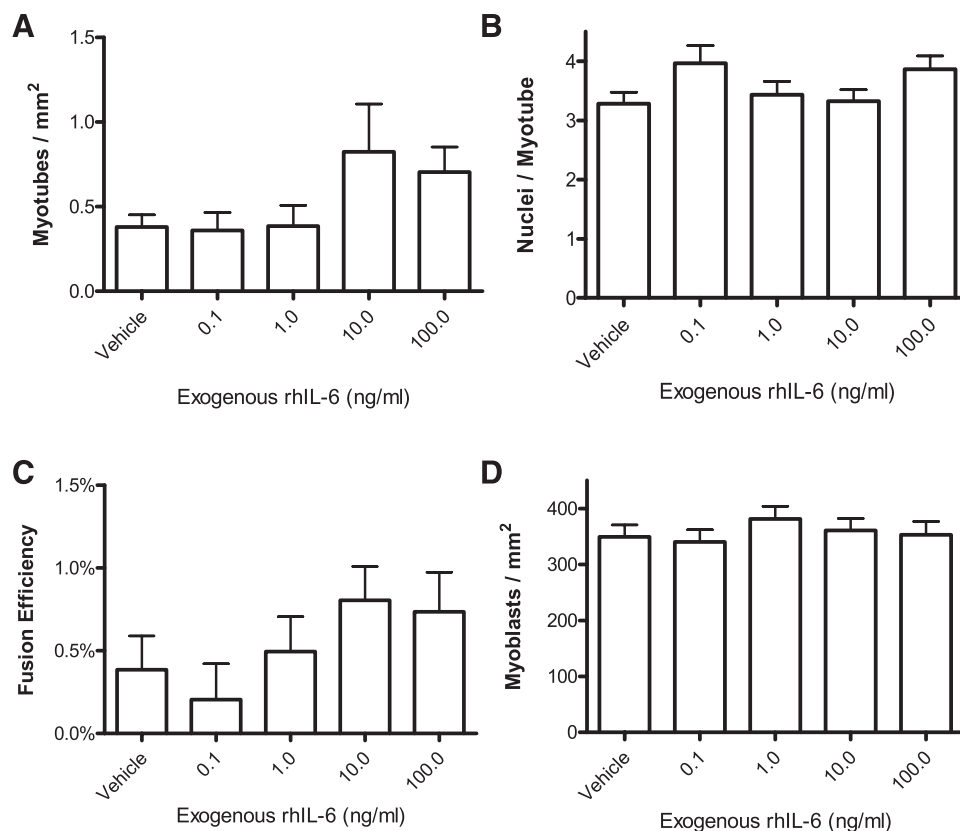 A
Myotubes / mm2
1.5
1.0
0.5
0.0
Vehicle
0.1
1.0
10.0
100.0
Exogenous rhIL-6 (ng/ml)
B
Nuclei / Myotube
4
3
2
1
0
Vehicle
0.1
1.0
10.0
100.0
Exogenous rhIL-6 (ng/ml)
C
Fusion Efficiency
1.5%
1.0%
0.5%
0.0%
Vehicle
0.1
1.0
10.0
100.0
Exogenous rhIL-6 (ng/ml)
D
Myoblasts / mm2
400
300
200
100
0
Vehicle
0.1
1.0
10.0
100.0
Exogenous rhIL-6 (ng/ml)